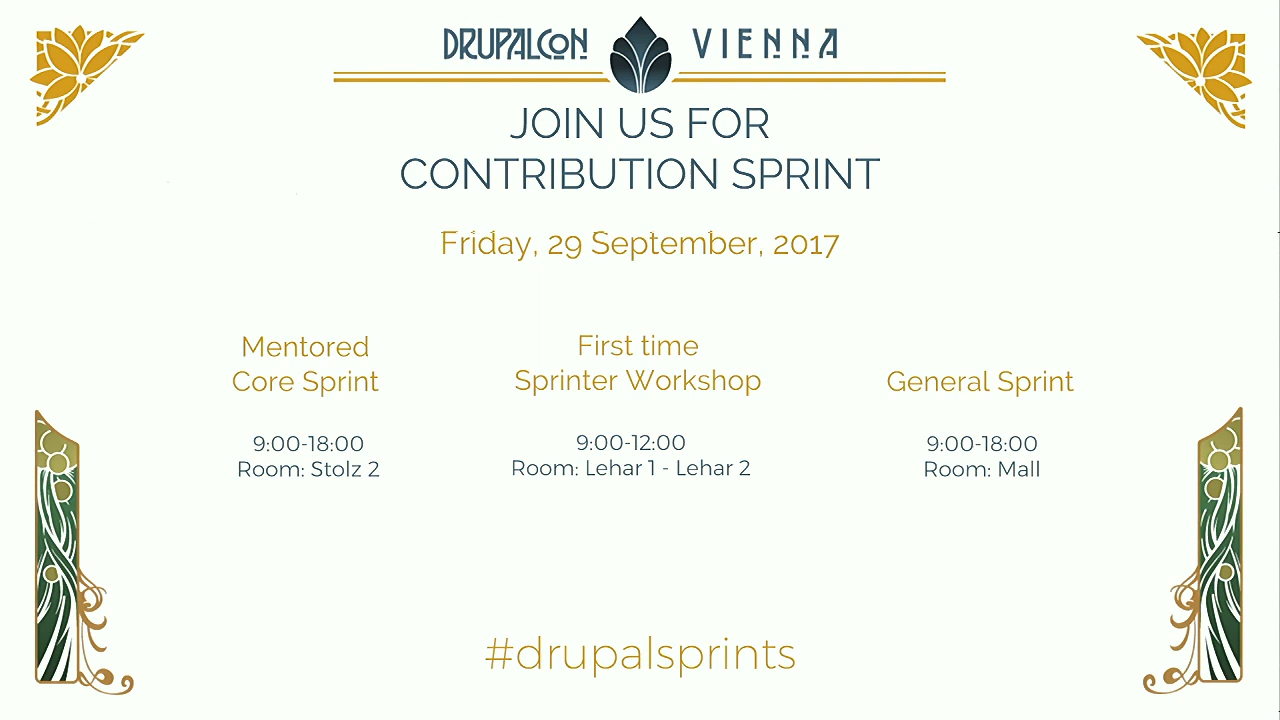 DRUPALCON VIENNA
JOIN US FOR
CONTRIBUTION SPRINT
Friday, 29 September, 2017
Mentored
Core Sprint
9:00-18:00
Room: Stolz 2
First time
Sprinter Workshop
9:00-12:00
Room: Lehar 1 - Lehar 2
General Sprint
9:00-18:00
Room: Mall
#drupalsprints